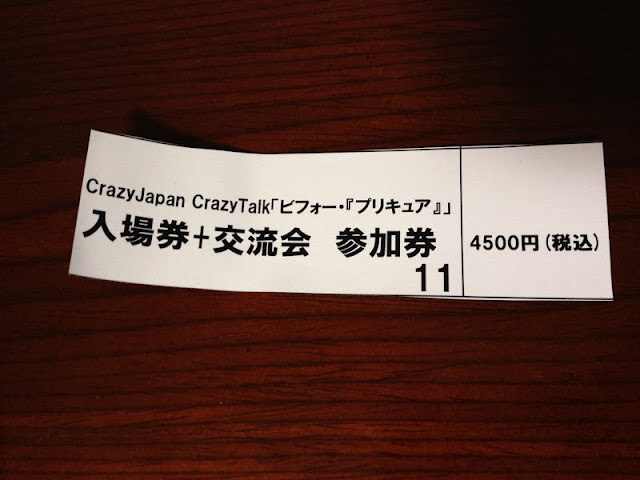 CrazyJapan CrazyTalk「ビフォー・『プリキュア』」
入場券+交流会　参加券
11
4500円(税込)